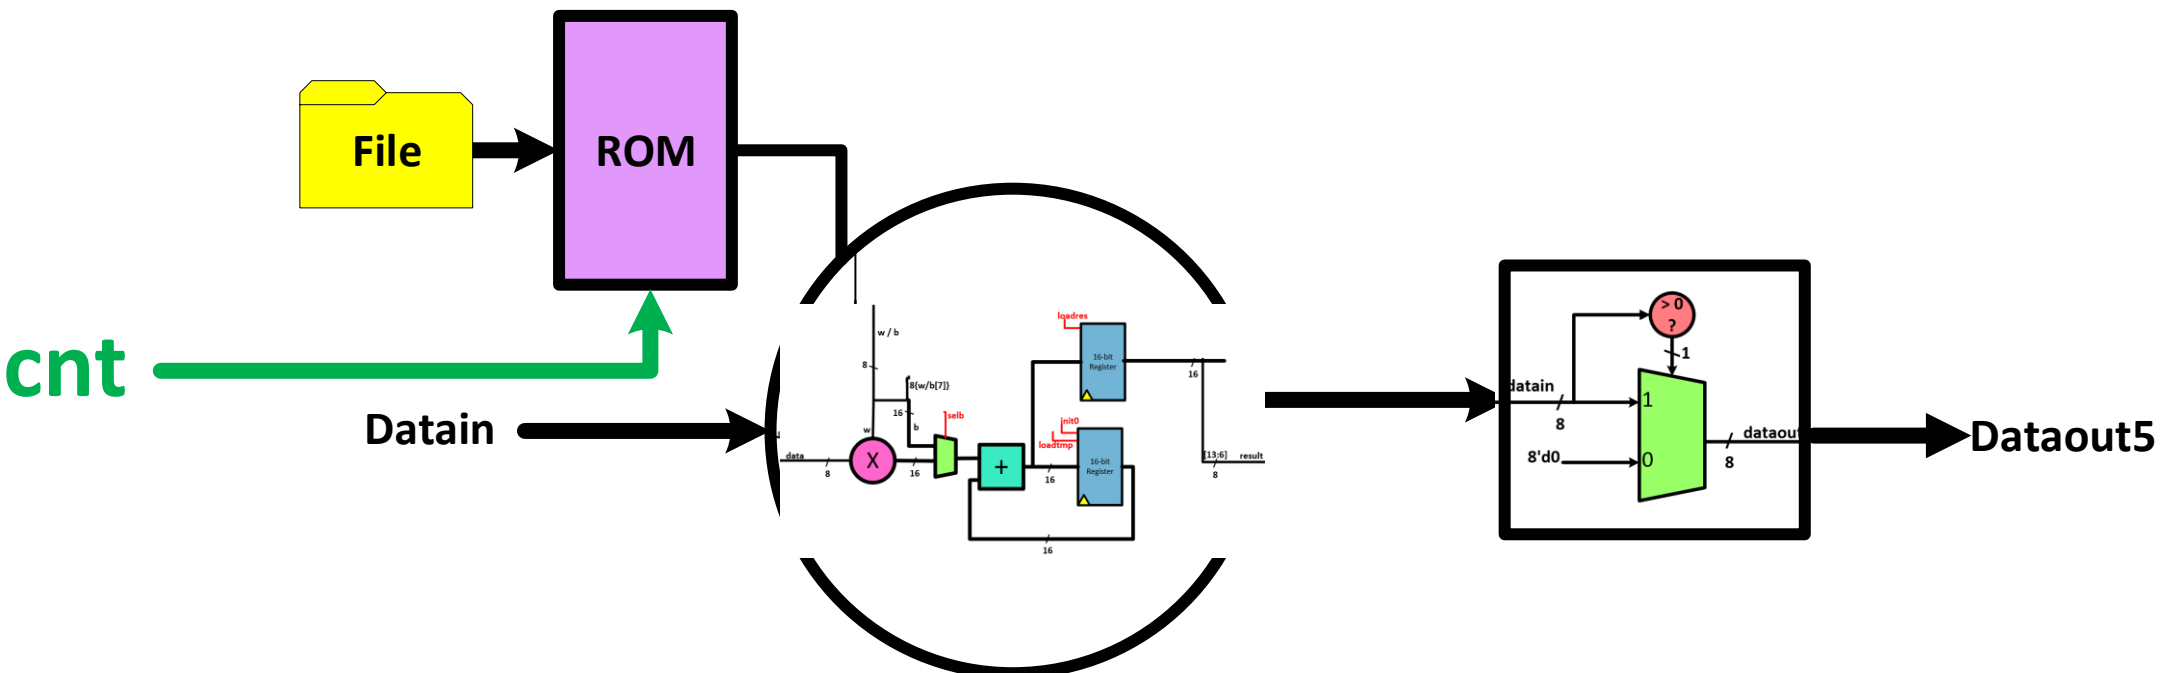 File
ROM
cnt
Datain
w / b
8
8{w/b[7]}
16
b
w
selb
data
8
X
16
+
16
loadres
16-bit
Register
init0
loadtmp
16-bit
Register
16
16
[13:6]
result
8
> 0
?
1
datain
8
1
8'd0
0
dataout
8
Dataout5